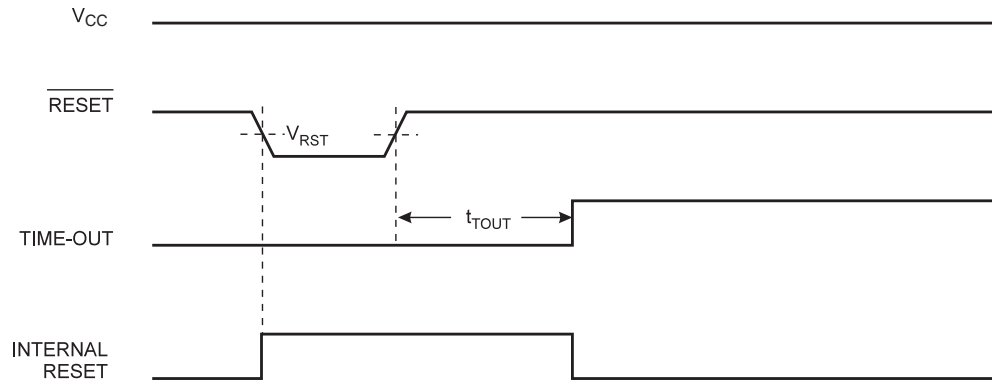 VCC
RESET
VRST
tTOUT
TIME-OUT
INTERNAL
RESET